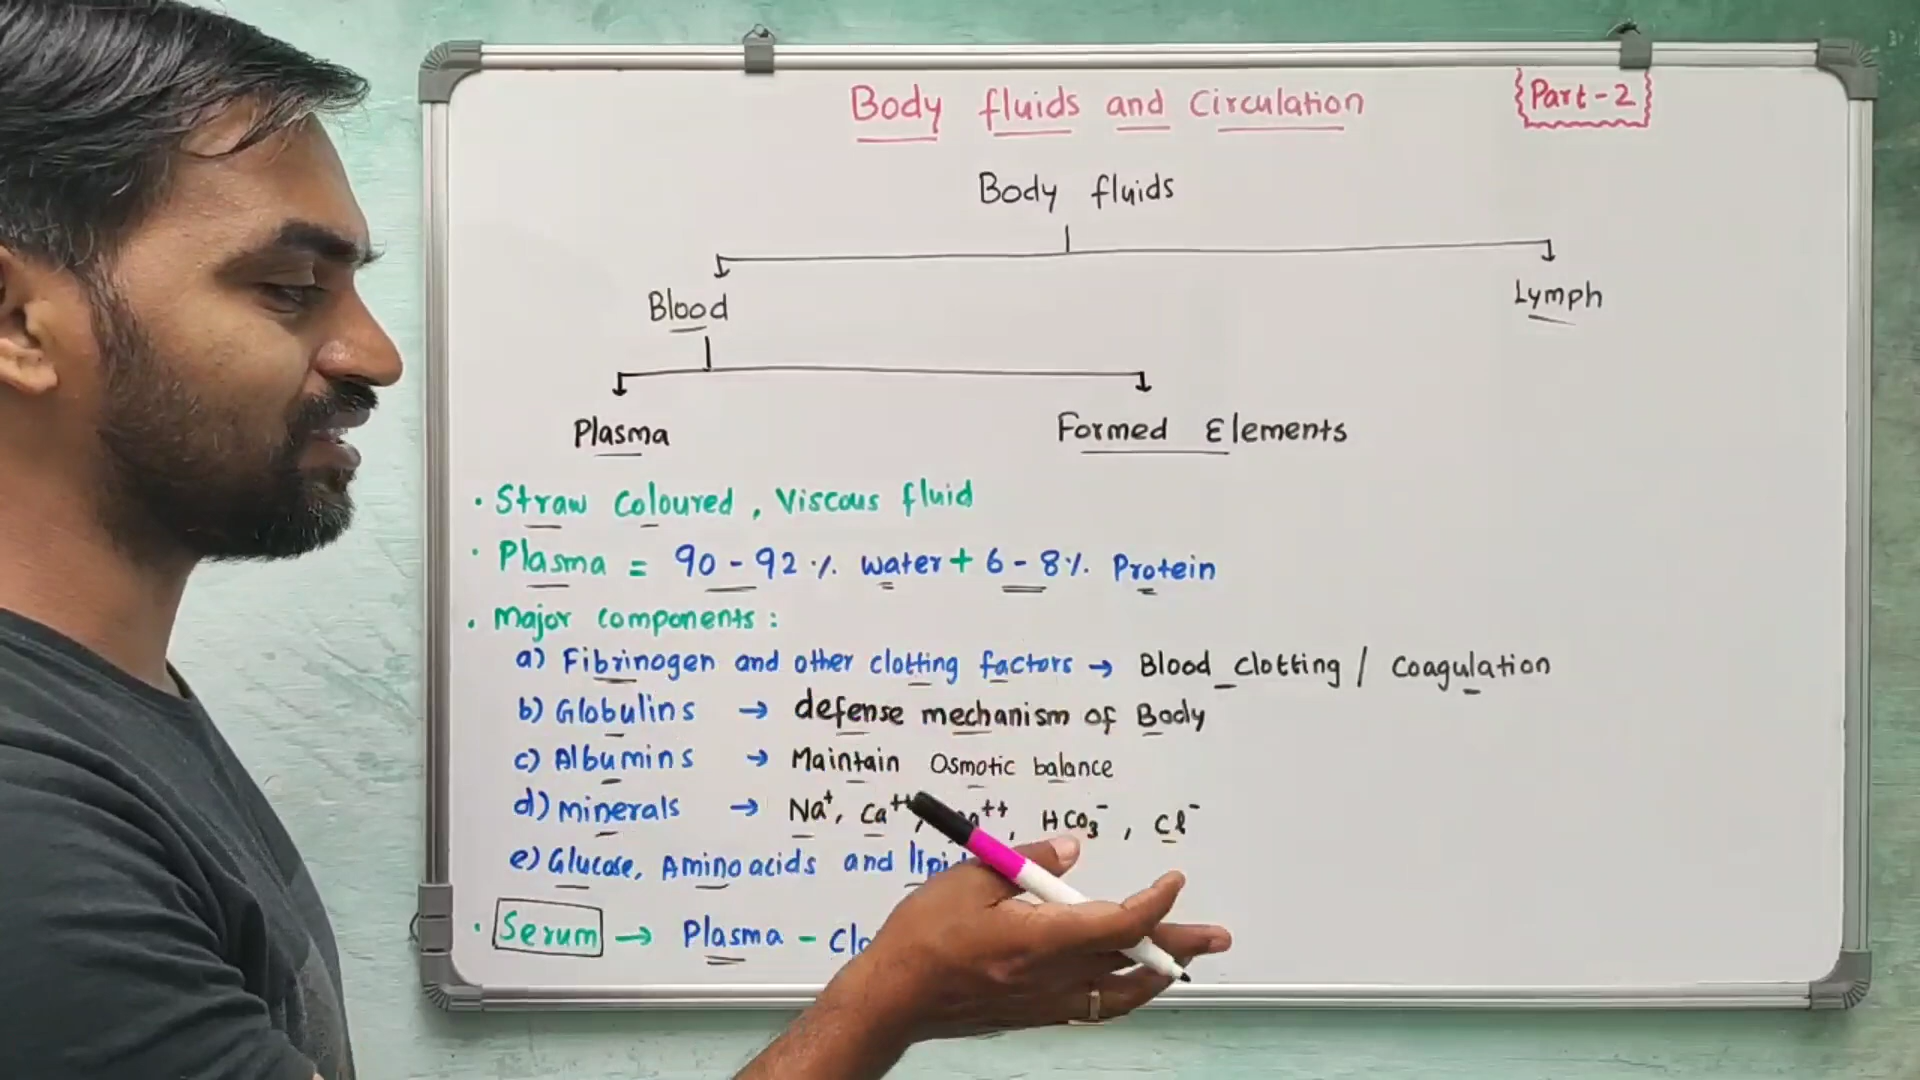 Body fluids and Circulation
Part-2
Body fluids
Blood
Lymph
Plasma
Formed Elements
• Straw Coloured, Viscous fluid
• Plasma = 90 - 92 % water + 6 - 8% Protein
• Major components:
a) Fibrinogen and other clotting factors → Blood clotting / Coagulation
b) Globulins → defense mechanism of Body
c) Albumins → Maintain Osmotic balance
d) minerals → Na⁺, Ca⁺⁺, HCO₃⁻, Cl⁻
e) Glucose, Amino acids and
• Serum → Plasma -